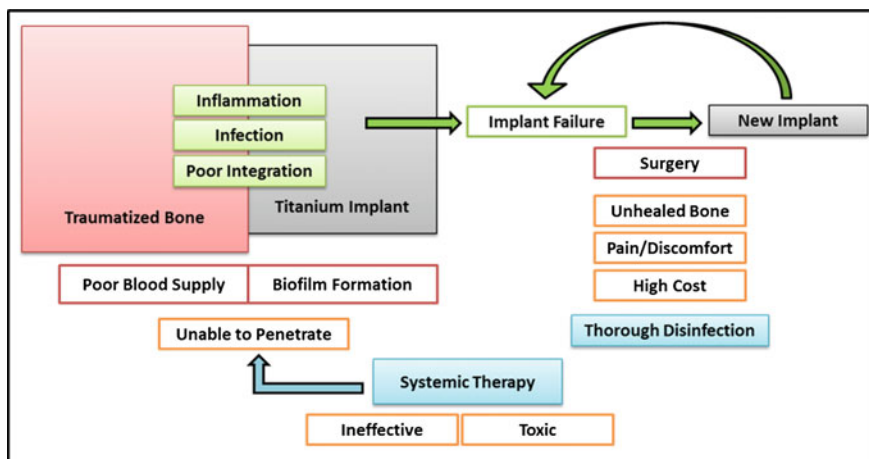 Inflammation
Infection
Poor Integration
Traumatized Bone
Titanium Implant
Implant Failure
New Implant
Surgery
Unhealed Bone
Pain/Discomfort
High Cost
Thorough Disinfection
Poor Blood Supply
Biofilm Formation
Unable to Penetrate
Systemic Therapy
Ineffective
Toxic